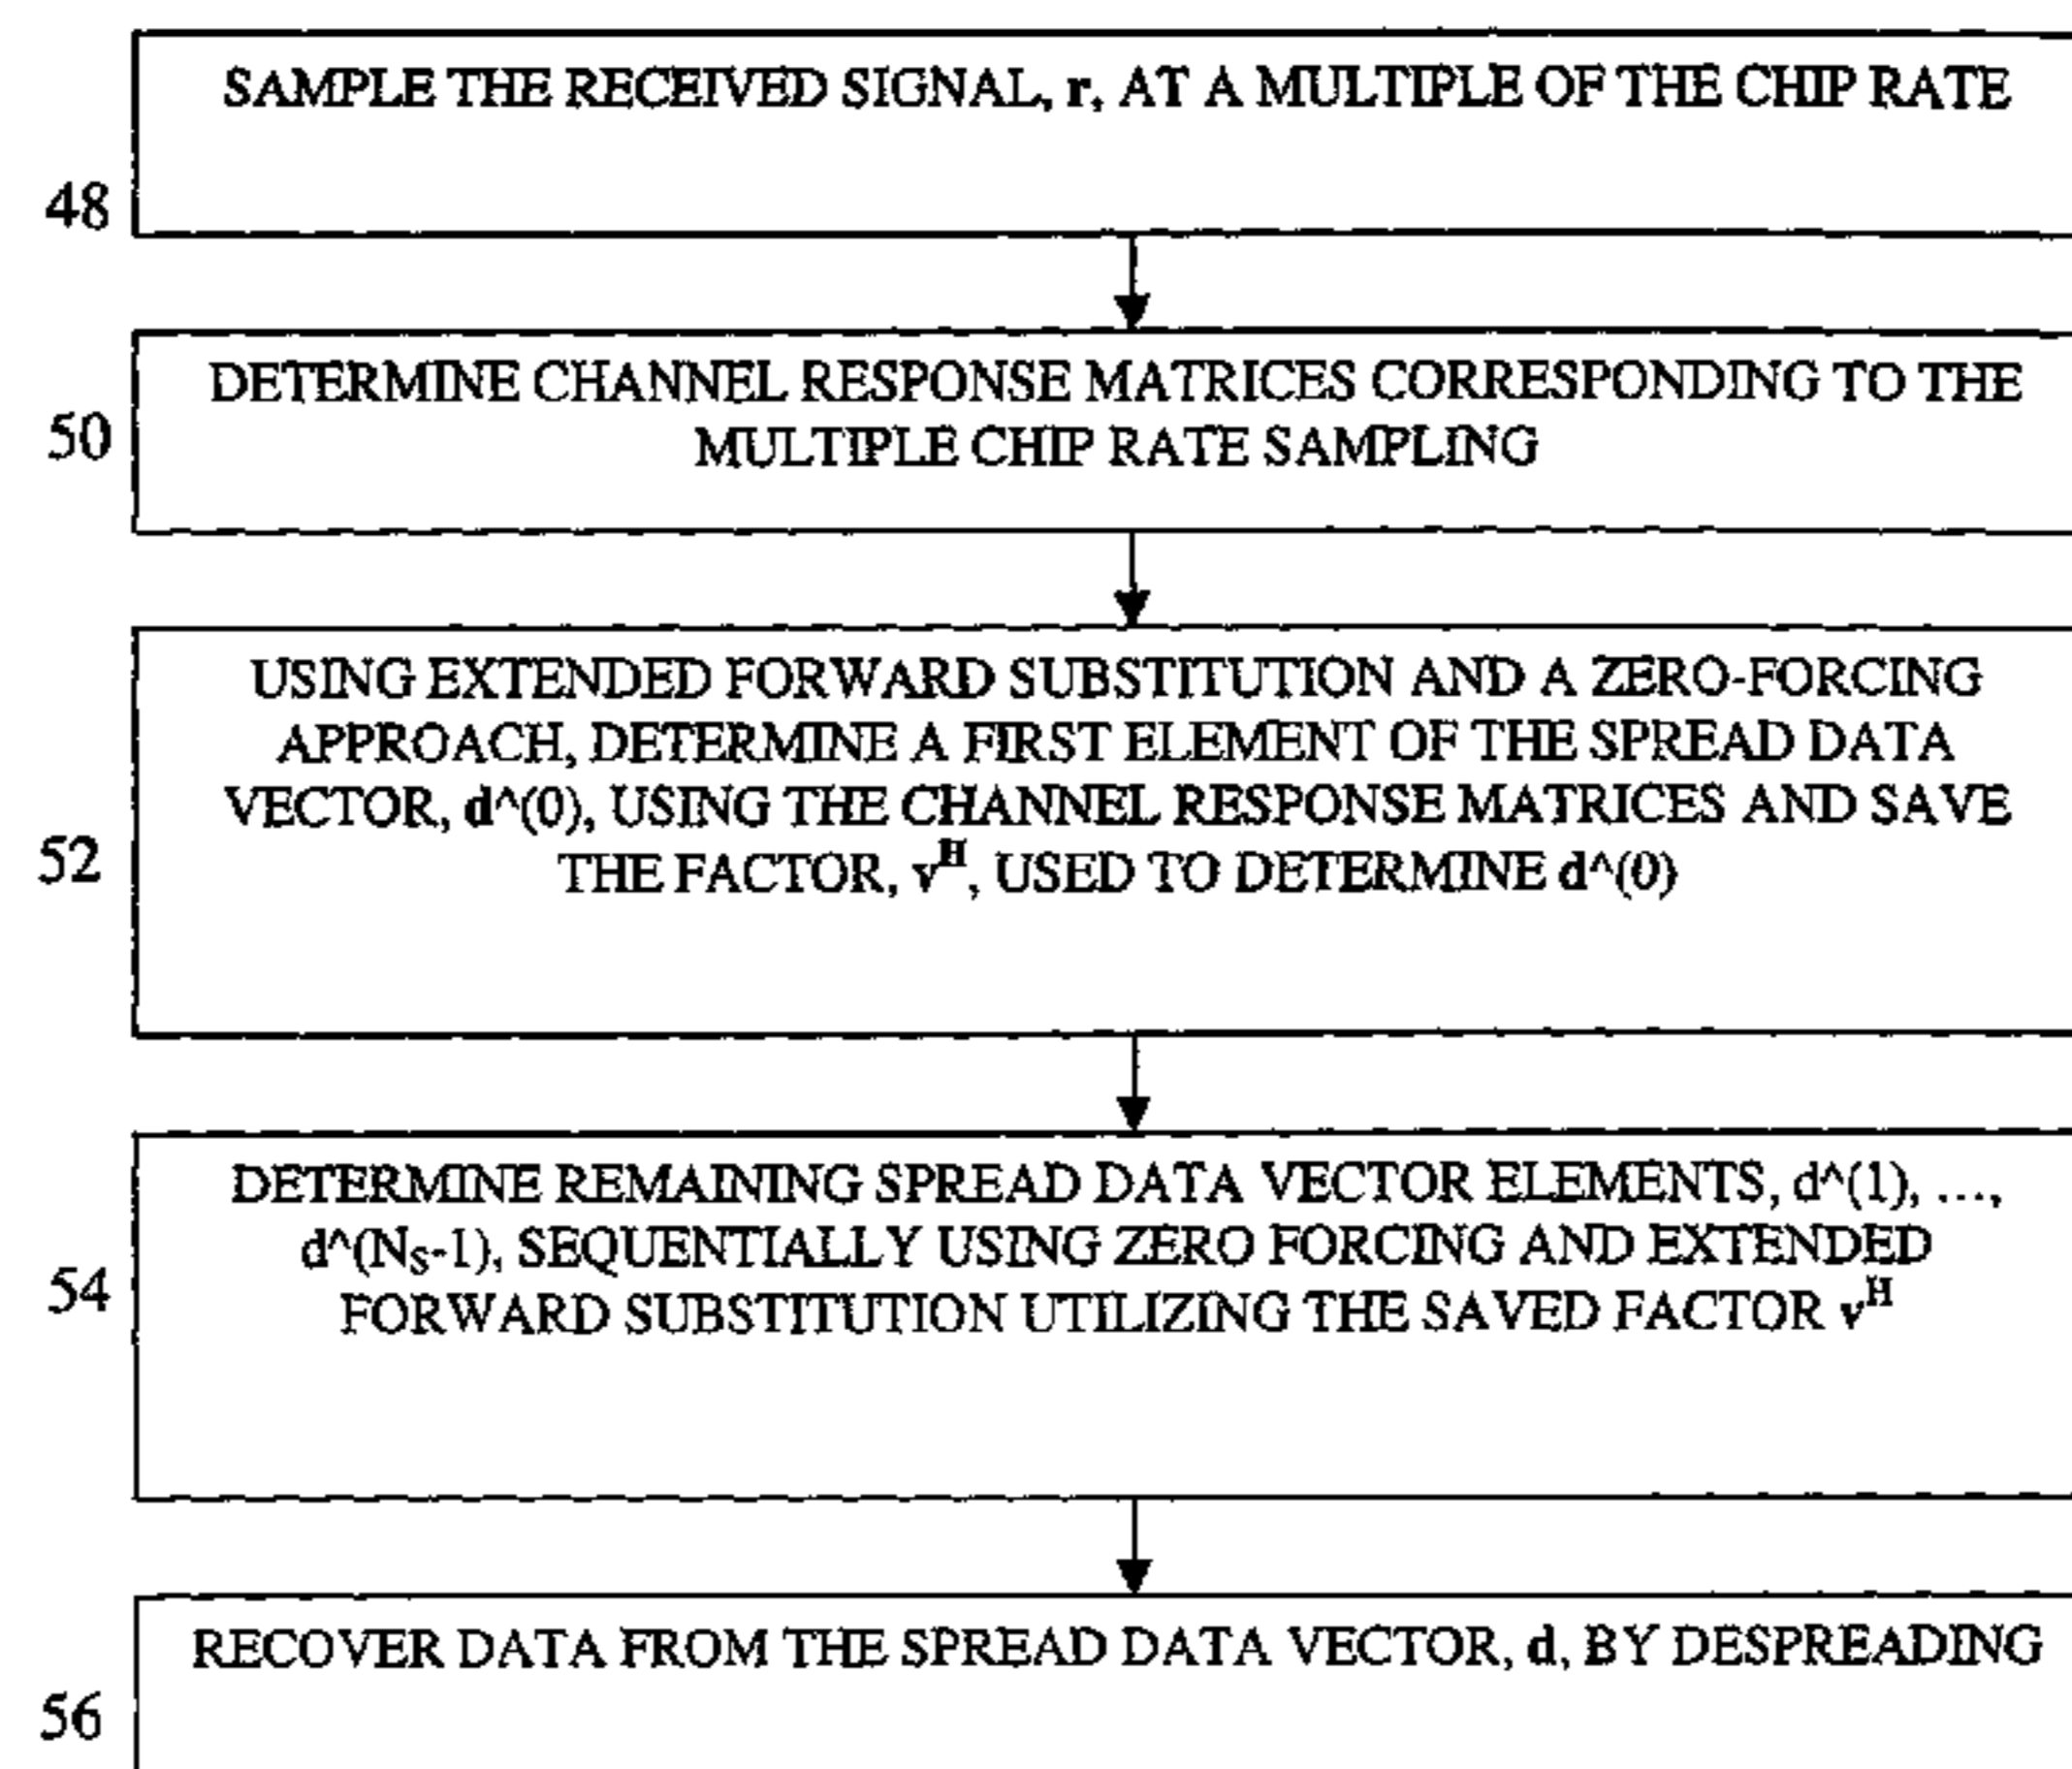 SAMPLE THE RECEIVED SIGNAL, r, AT A MULTIPLE OF THE CHIP RATE
48
DETERMINE CHANNEL RESPONSE MATRICES CORRESPONDING TO THE
MULTIPLE CHIP RATE SAMPLING
50
USING EXTENDED FORWARD SUBSTITUTION AND A ZERO-FORCING
APPROACH, DETERMINE A FIRST ELEMENT OF THE SPREAD DATA
VECTOR, d^(0), USING THE CHANNEL RESPONSE MATRICES AND SAVE
THE FACTOR, v^H, USED TO DETERMINE d^(0)
52
DETERMINE REMAINING SPREAD DATA VECTOR ELEMENTS, d^(1), ...,
d^(N_S-1), SEQUENTIALLY USING ZERO FORCING AND EXTENDED
FORWARD SUBSTITUTION UTILIZING THE SAVED FACTOR v^H
54
RECOVER DATA FROM THE SPREAD DATA VECTOR, d, BY DESPREADING
56